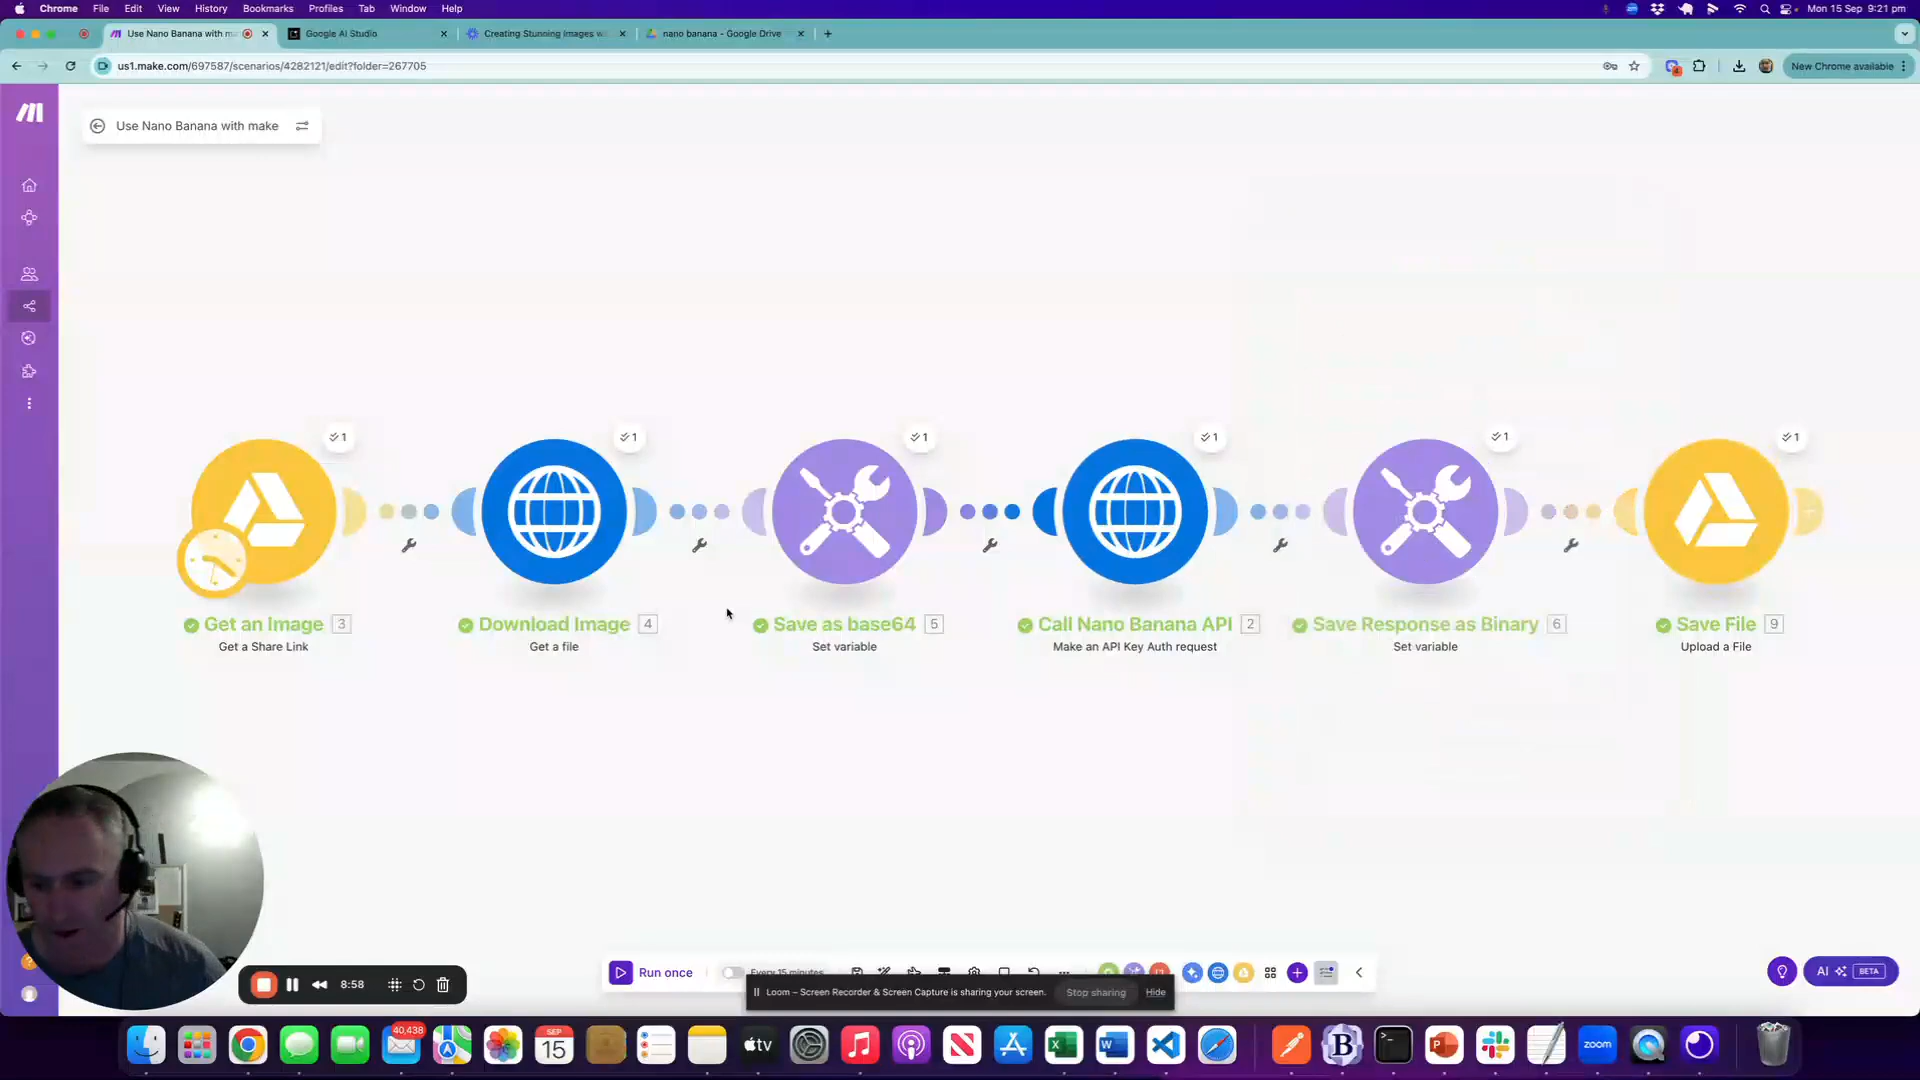 Chrome File Edit View History Bookmarks Profiles Tab Window Help Mon 15 Sep 9:21 pm
Use Nano Banana with m Google AI Studio Creating Stunning Images w nano banana - Google Drive
us1.make.com/697587/scenarios/4282121/edit?folder=267705 4 New Chrome available
Use Nano Banana with make
1 1 1 1 1 1
Get an Image 3 Download Image 4 Save as base64 5 Call Nano Banana API 2 Save Response as Binary 6 Save File 9
Get a Share Link Get a file Set variable Make an API Key Auth request Set variable Upload a File
Run once Every 15 minutes AI BETA
8:58 Loom – Screen Recorder & Screen Capture is sharing your screen. Stop sharing Hide
40,438 SEP
15 tv zoom